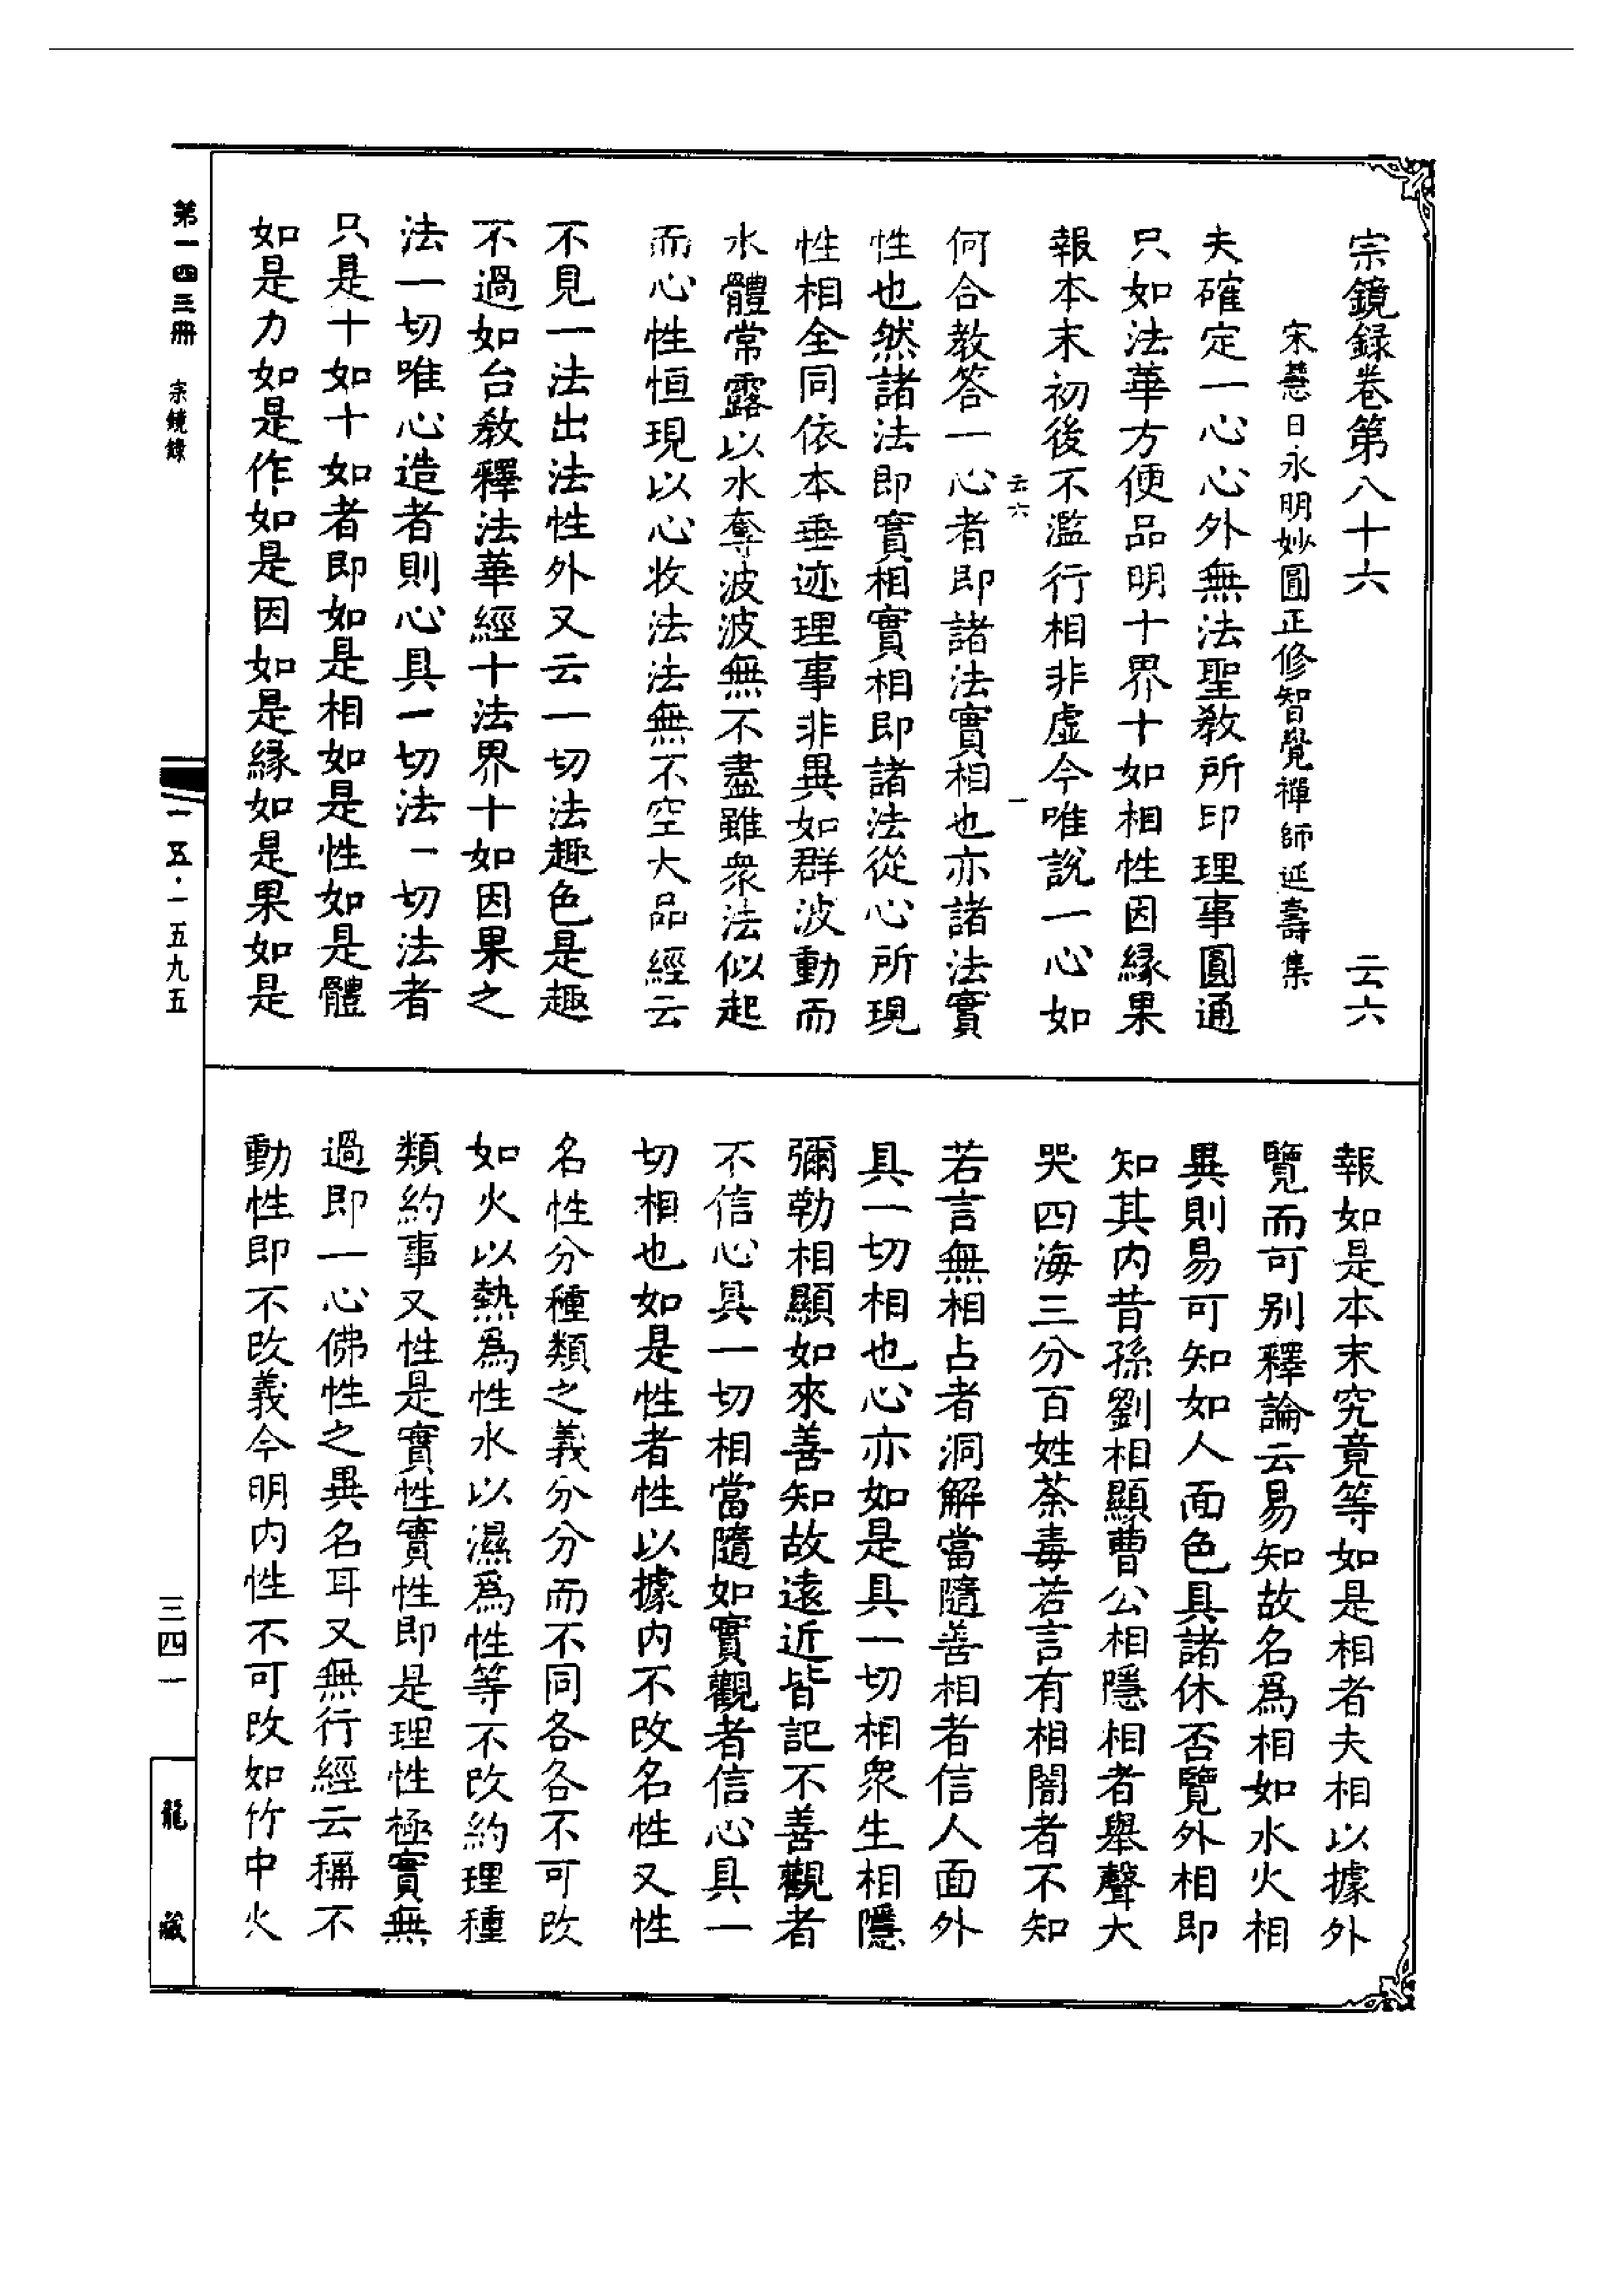 宗鏡録卷第八十六　云六
宋慧日永明妙圓正修智覺禪師延壽集
夫確定一心心外無法聖教所印理事圓通
只如法華方便品明十界十如相性因緣果
報本末初後不濫行相非虛今唯說一心如
云六　一
何合教答一心者即諸法實相也亦諸法實
性也然諸法即實相實相即諸法從心所現
性相全同依本垂迹理事非異如群波動而
水體常露以水奪波波無不盡雖衆法似起
而心性恒現以心收法法無不空大品經云
不見一法出法性外又云一切法趣色是趣
不過如台教釋法華經十法界十如因果之
法一切唯心造者則心具一切法一切法者
只是十如十如者即如是相如是性如是體
如是力如是作如是因如是緣如是果如是
報如是本末究竟等如是相者夫相以據外
覽而可別釋論云易知故名爲相如水火相
異則易可知如人面色具諸休否覽外相即
知其內昔孫劉相顯曹公相隱相者舉聲大
哭四海三分百姓荼毒若言有相闇者不知
若言無相占者洞解當隨善相者信人面外
具一切相也心亦如是具一切相衆生相隱
彌勒相顯如來善知故遠近皆記不善觀者
不信心具一切相當隨如實觀者信心具一
切相也如是性者性以據內不改名性又性
名性分種類之義分分而不同各各不可改
如火以熱爲性水以濕爲性等不改約理種
類約事又性是實性實性即是理性極實無
過即一心佛性之異名耳又無行經云稱不
動性即不改義今明內性不可改如竹中火
第一四三冊　宗鏡錄
一五·一五九五
三四一
龍藏